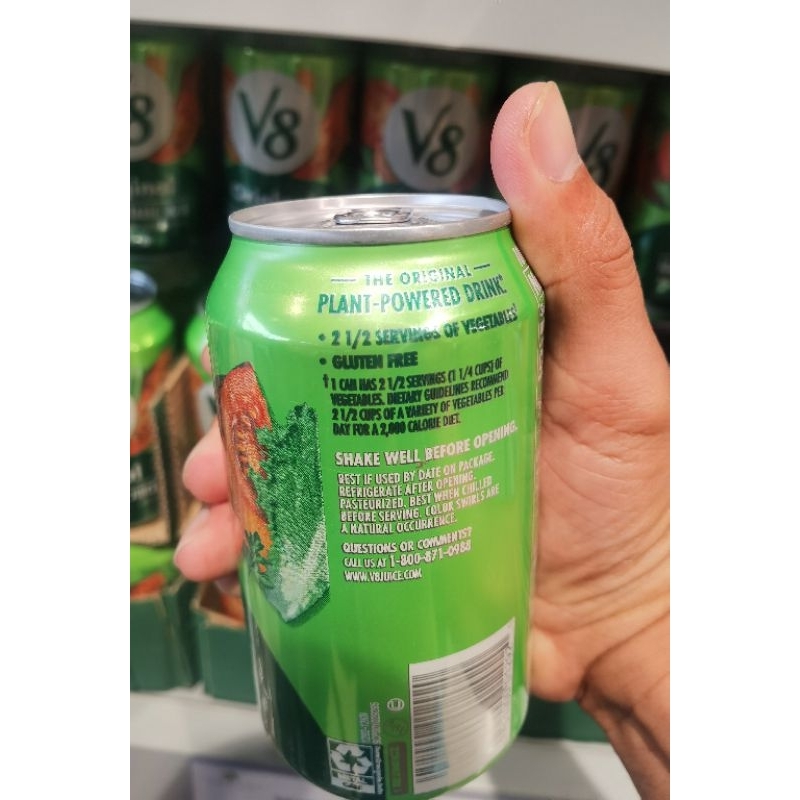 V8
V8
V8
THE ORIGINAL
PLANT-POWERED DRINK
• 2 1/2 SERVINGS OF VEGETABLES†
• GLUTEN FREE
† 1 CAN HAS 2 1/2 SERVINGS (1 1/4 CUPS) OF
VEGETABLES. DIETARY GUIDELINES RECOMMEND
2 1/2 CUPS OF A VARIETY OF VEGETABLES PER
DAY FOR A 2,000 CALORIE DIET.
SHAKE WELL BEFORE OPENING.
BEST IF USED BY DATE ON PACKAGE.
REFRIGERATE AFTER OPENING.
PASTEURIZED. BEST WHEN CHILLED
BEFORE SERVING. COLOR SWIRLS ARE
A NATURAL OCCURRENCE.
QUESTIONS OR COMMENTS?
CALL US AT 1-800-871-0988
WWW.V8JUICE.COM